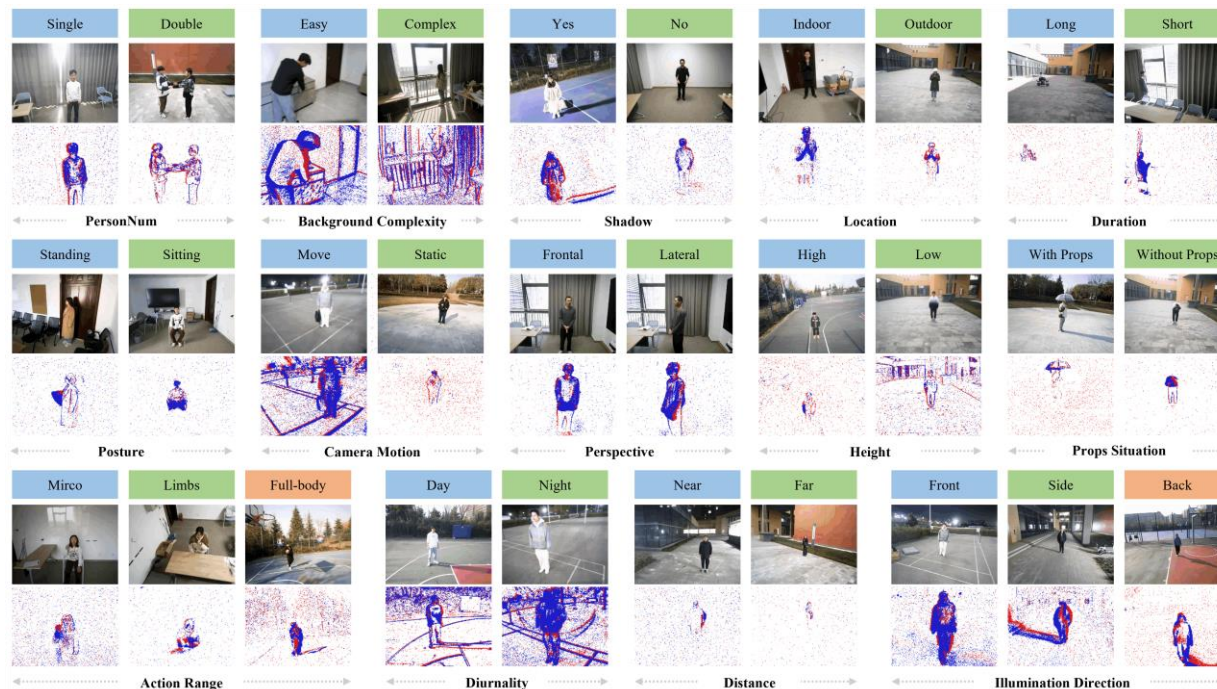 Single Double Easy Complex Yes No Indoor Outdoor Long Short
PersonNum Background Complexity Shadow Location Duration
Standing Sitting Move Static Frontal Lateral High Low With Props Without Props
Posture Camera Motion Perspective Height Props Situation
Mirco Limbs Full-body Day Night Near Far Front Side Back
Action Range Diurnality Distance Illumination Direction